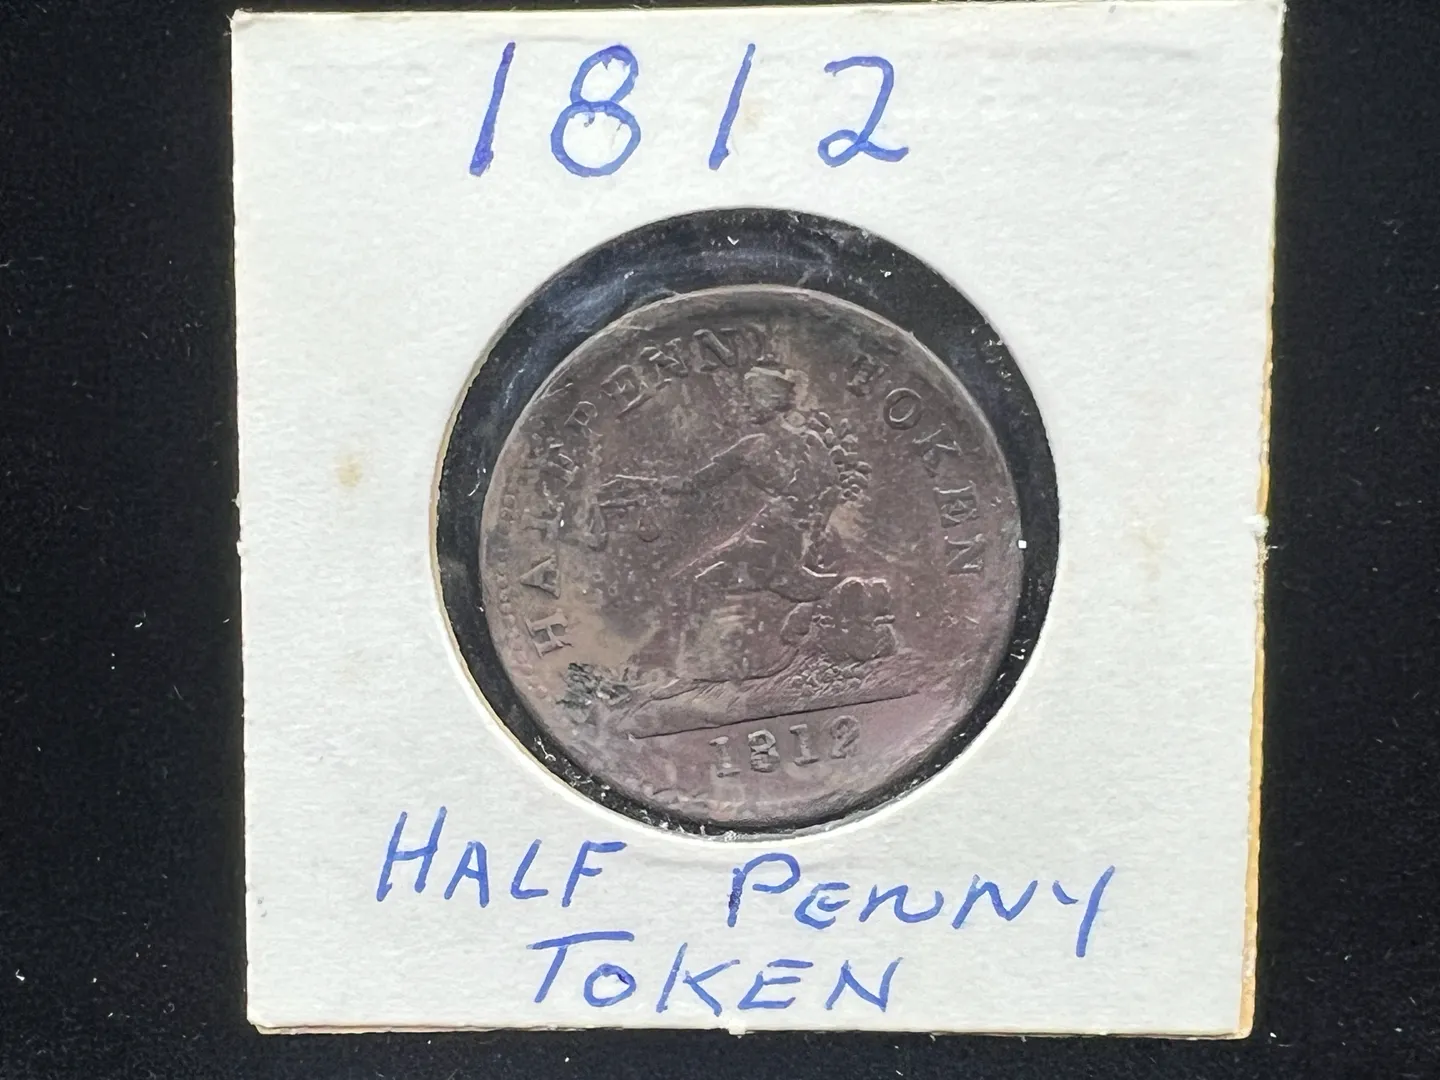 1812
HALFPENNY TOKEN
1812
HALF PENNY
TOKEN